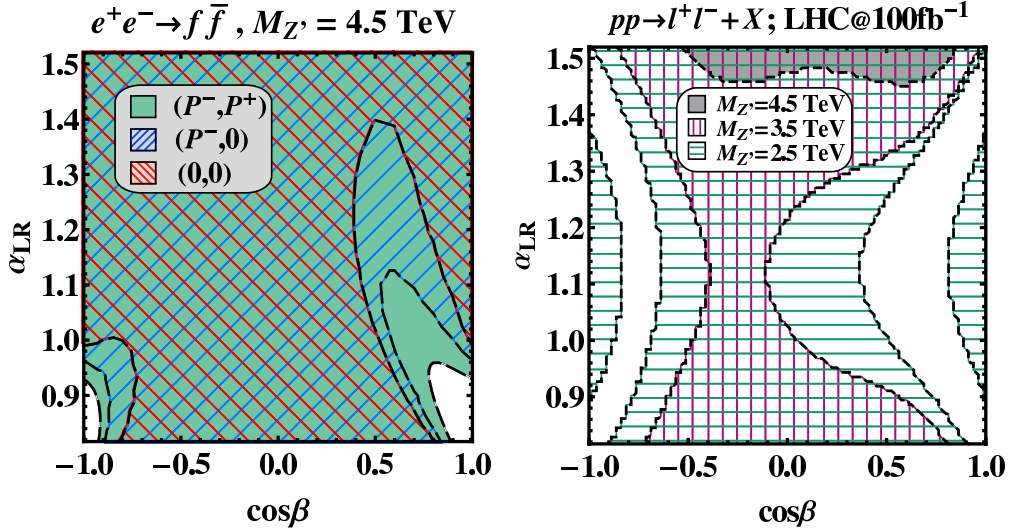 e⁺e⁻→f f̄ , M_Z' = 4.5 TeV
(P⁻,P⁺)
(P⁻,0)
(0,0)
1.5
1.4
1.3
1.2
1.1
1.0
0.9
α_LR
−1.0 −0.5 0.0 0.5 1.0
cosβ
pp→l⁺l⁻+X; LHC@100fb⁻¹
M_Z'=4.5 TeV
M_Z'=3.5 TeV
M_Z'=2.5 TeV
1.5
1.4
1.3
1.2
1.1
1.0
0.9
α_LR
−1.0 −0.5 0.0 0.5 1.0
cosβ